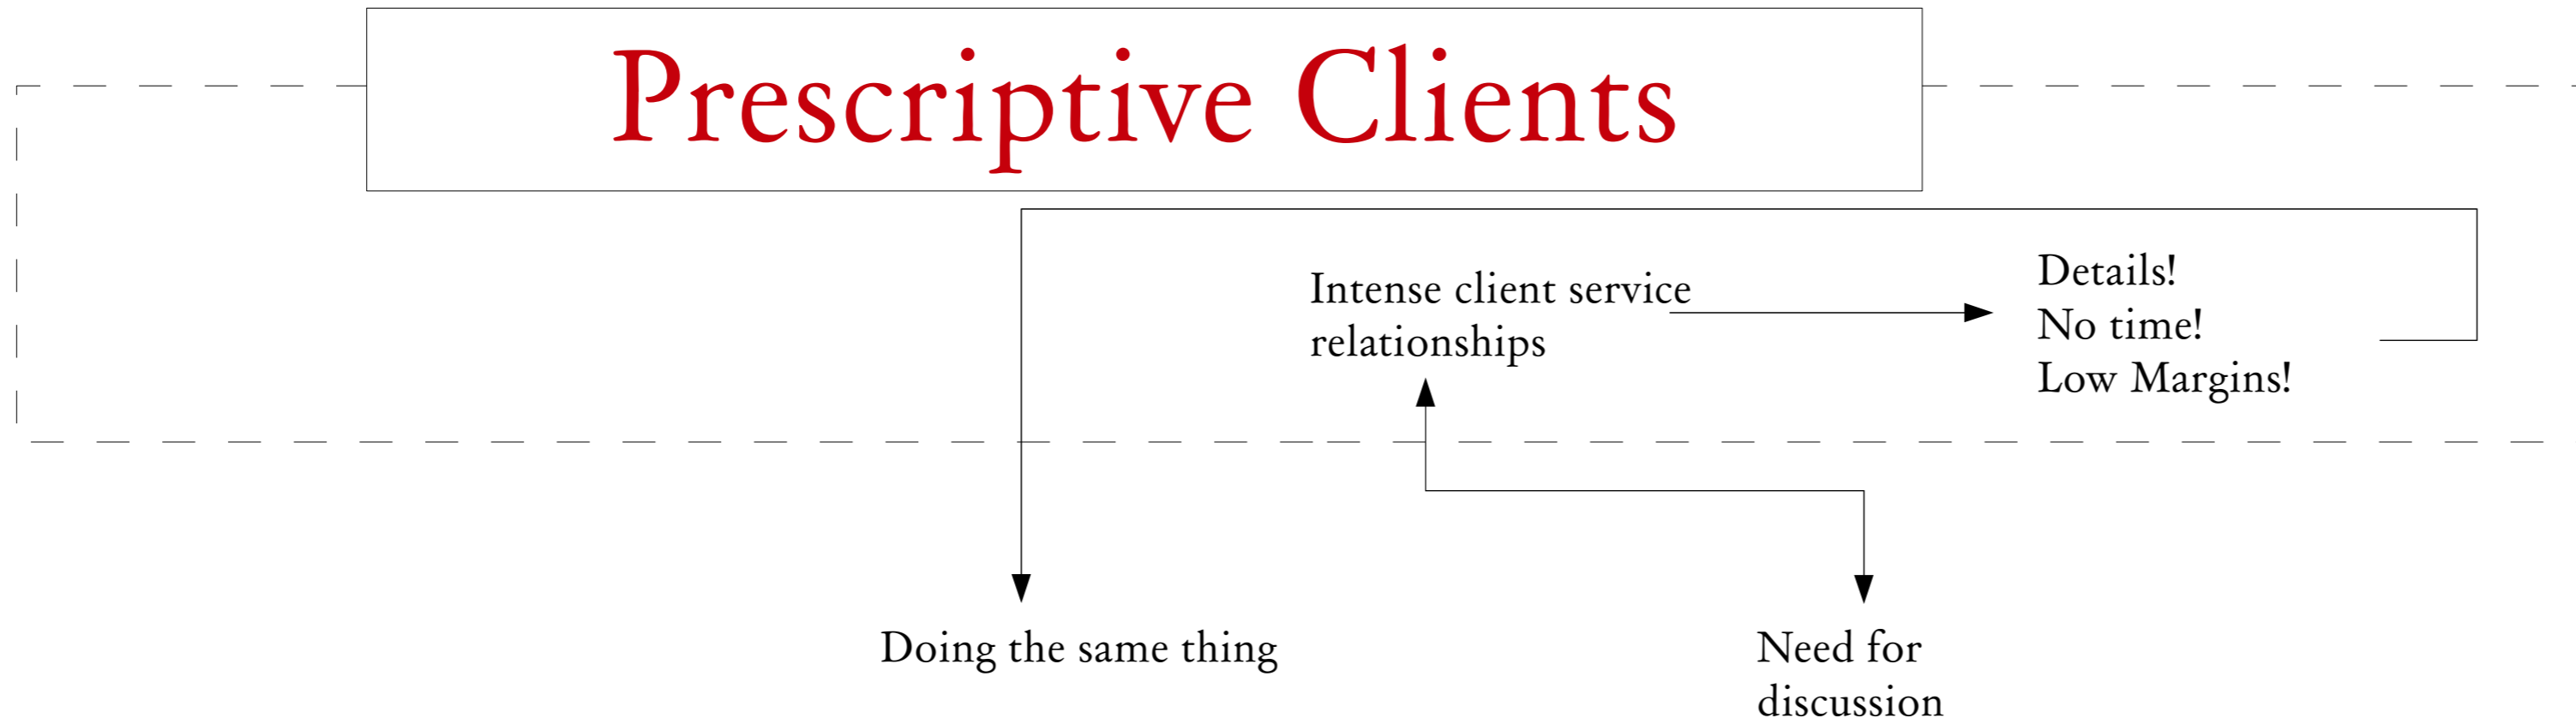 Prescriptive Clients
Intense client service
relationships
Details!
No time!
Low Margins!
Doing the same thing
Need for
discussion